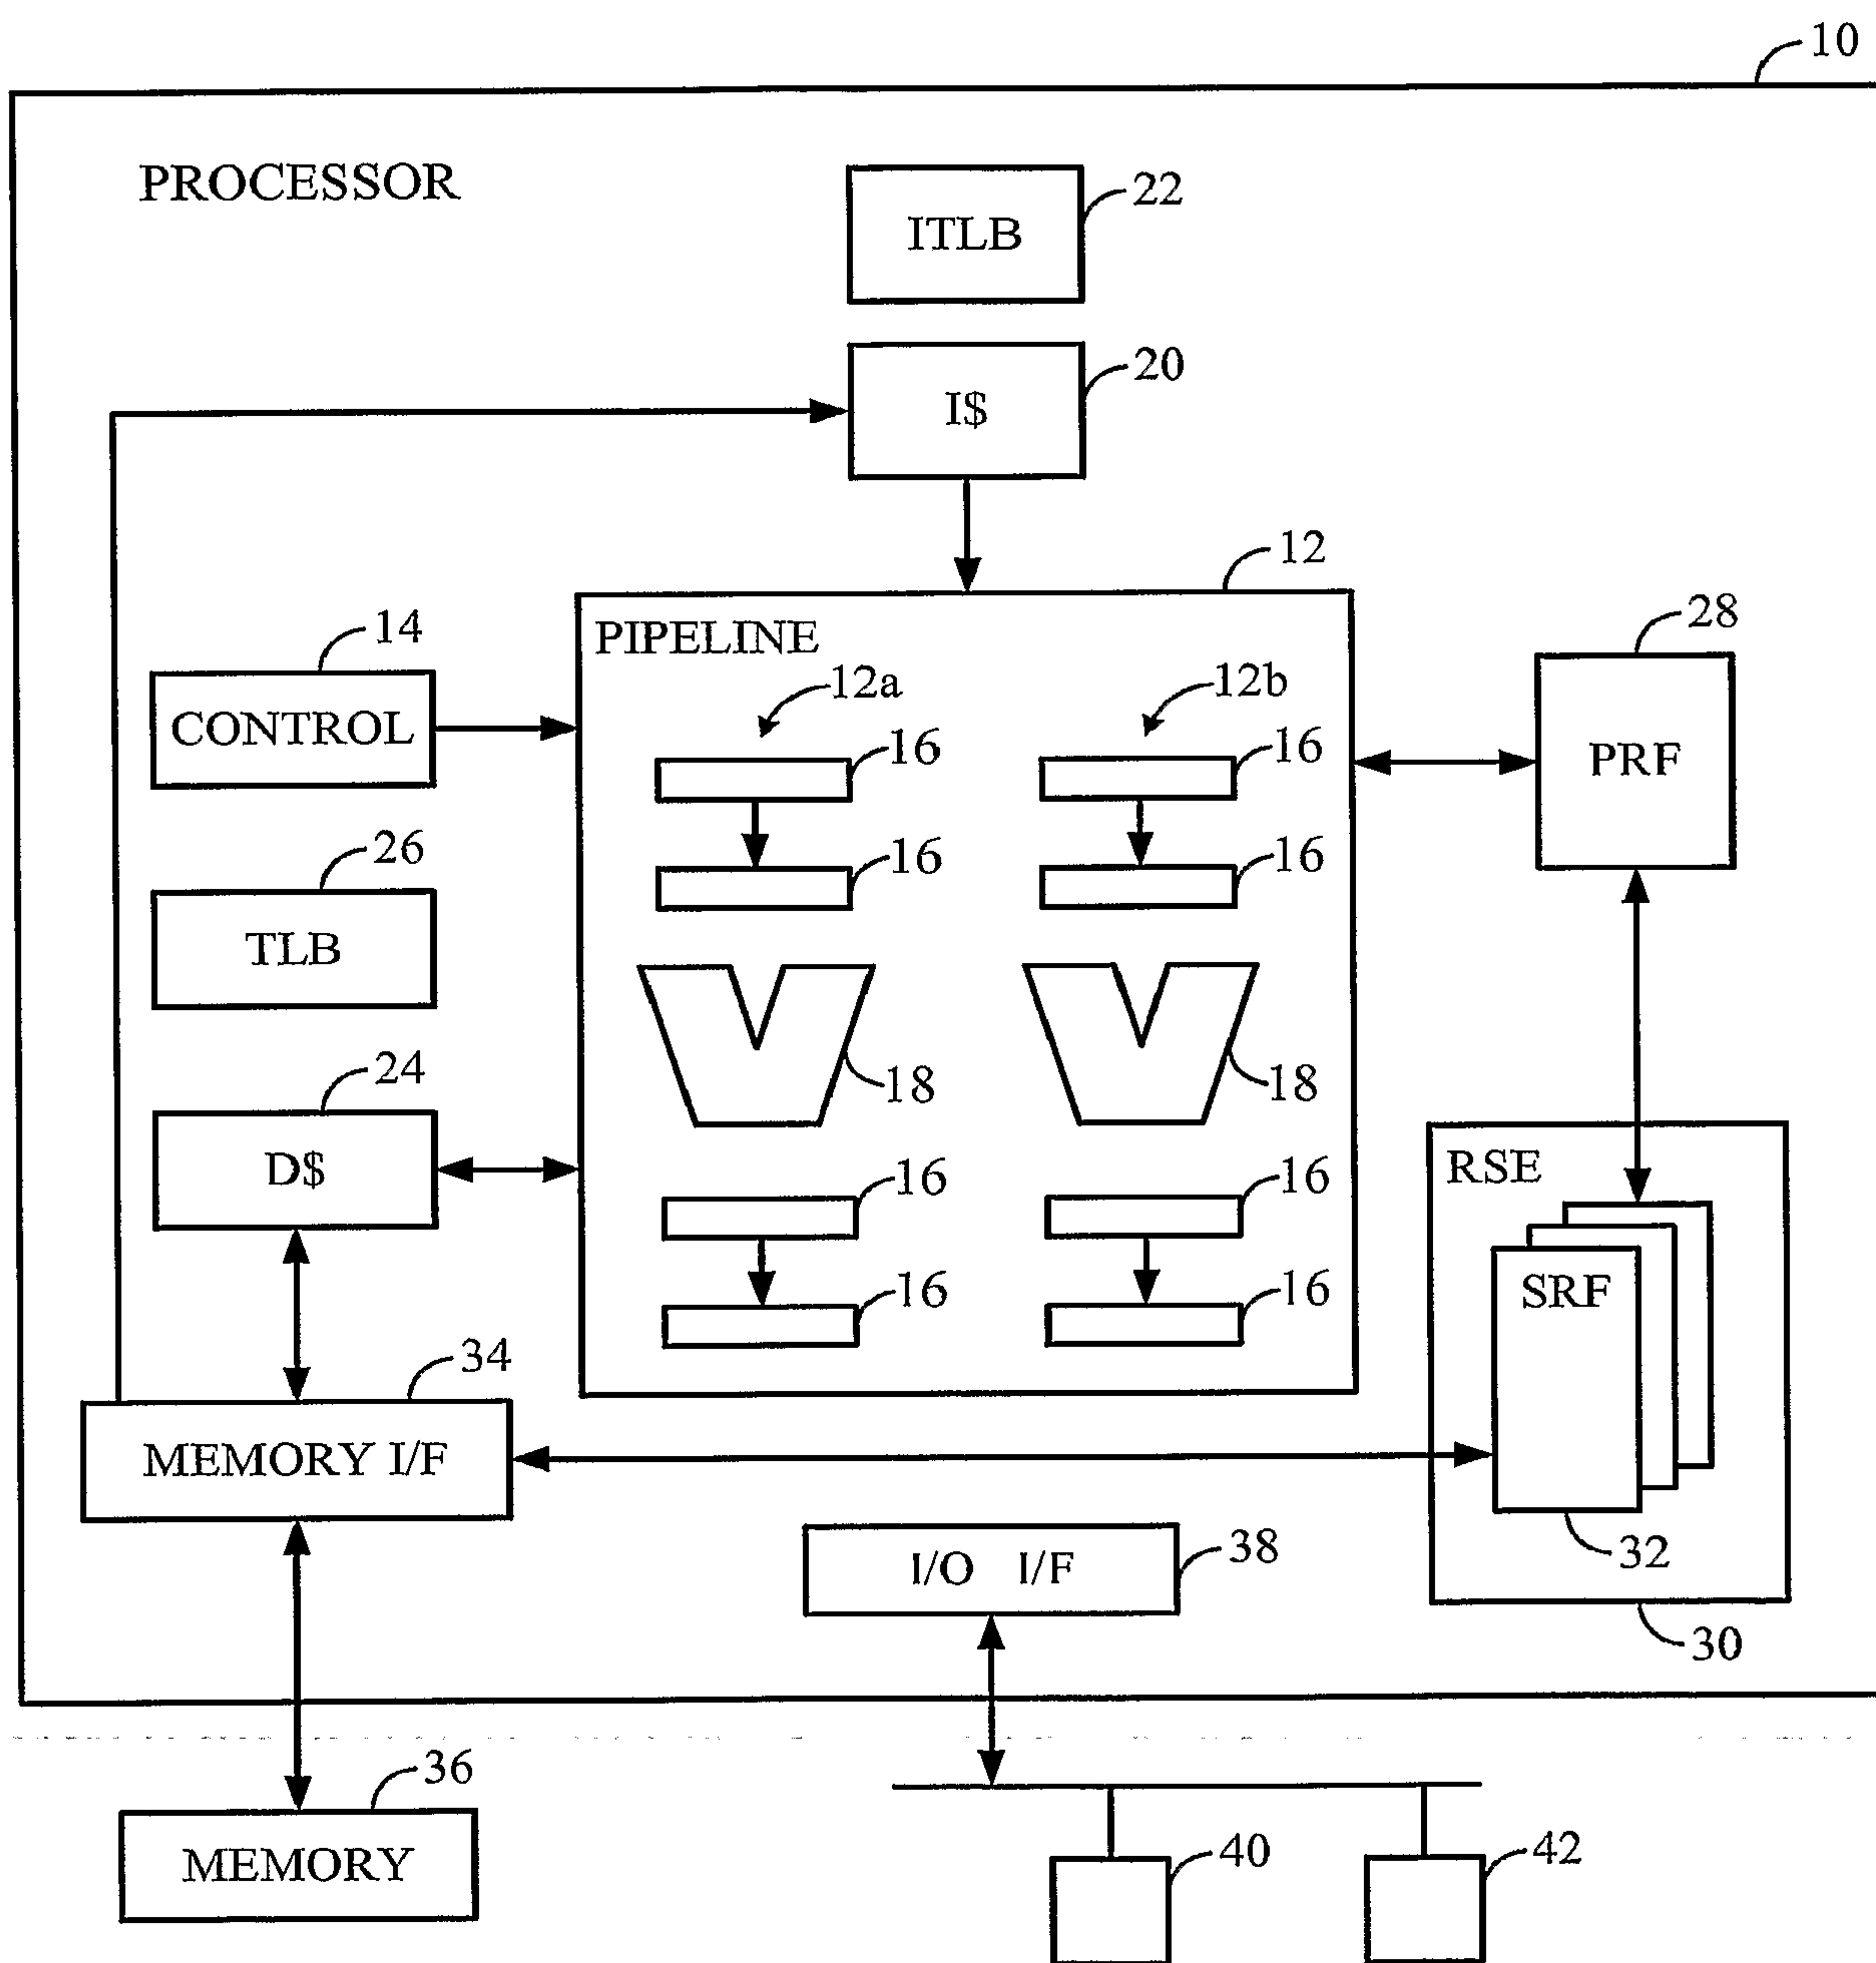 10
PROCESSOR
22
ITLB
20
I$
12
14
28
PIPELINE
CONTROL
12a
12b
PRF
16
16
26
16
16
TLB
24
18
18
D$
RSE
16
16
SRF
16
16
34
MEMORY I/F
38
I/O I/F
32
30
36
MEMORY
40
42